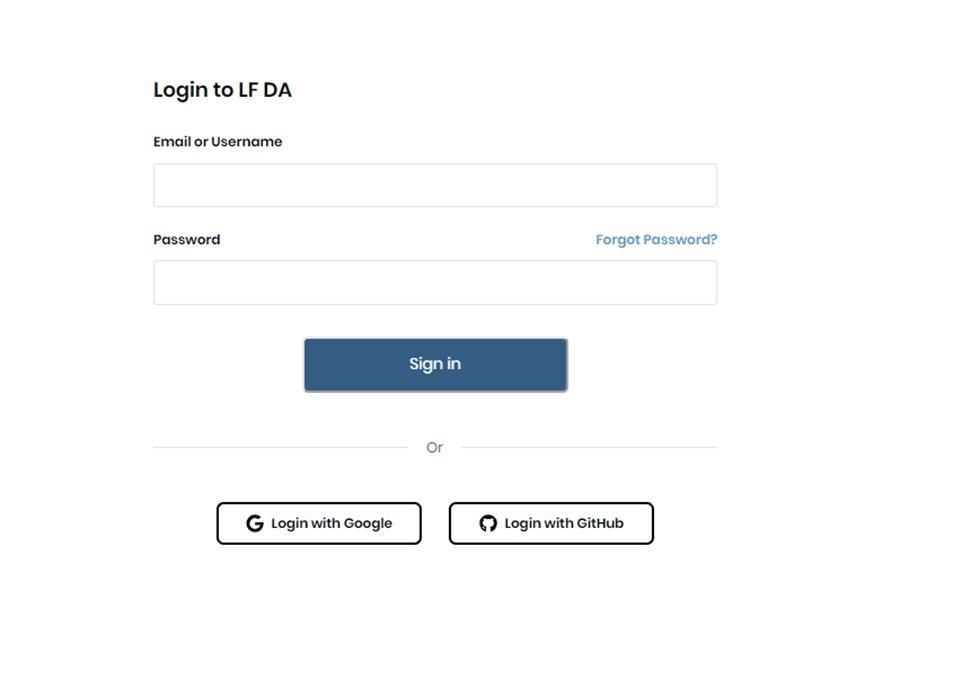 Login to LF DA
Email or Username
Password Forgot Password?
Sign in
Or
Login with Google Login with GitHub